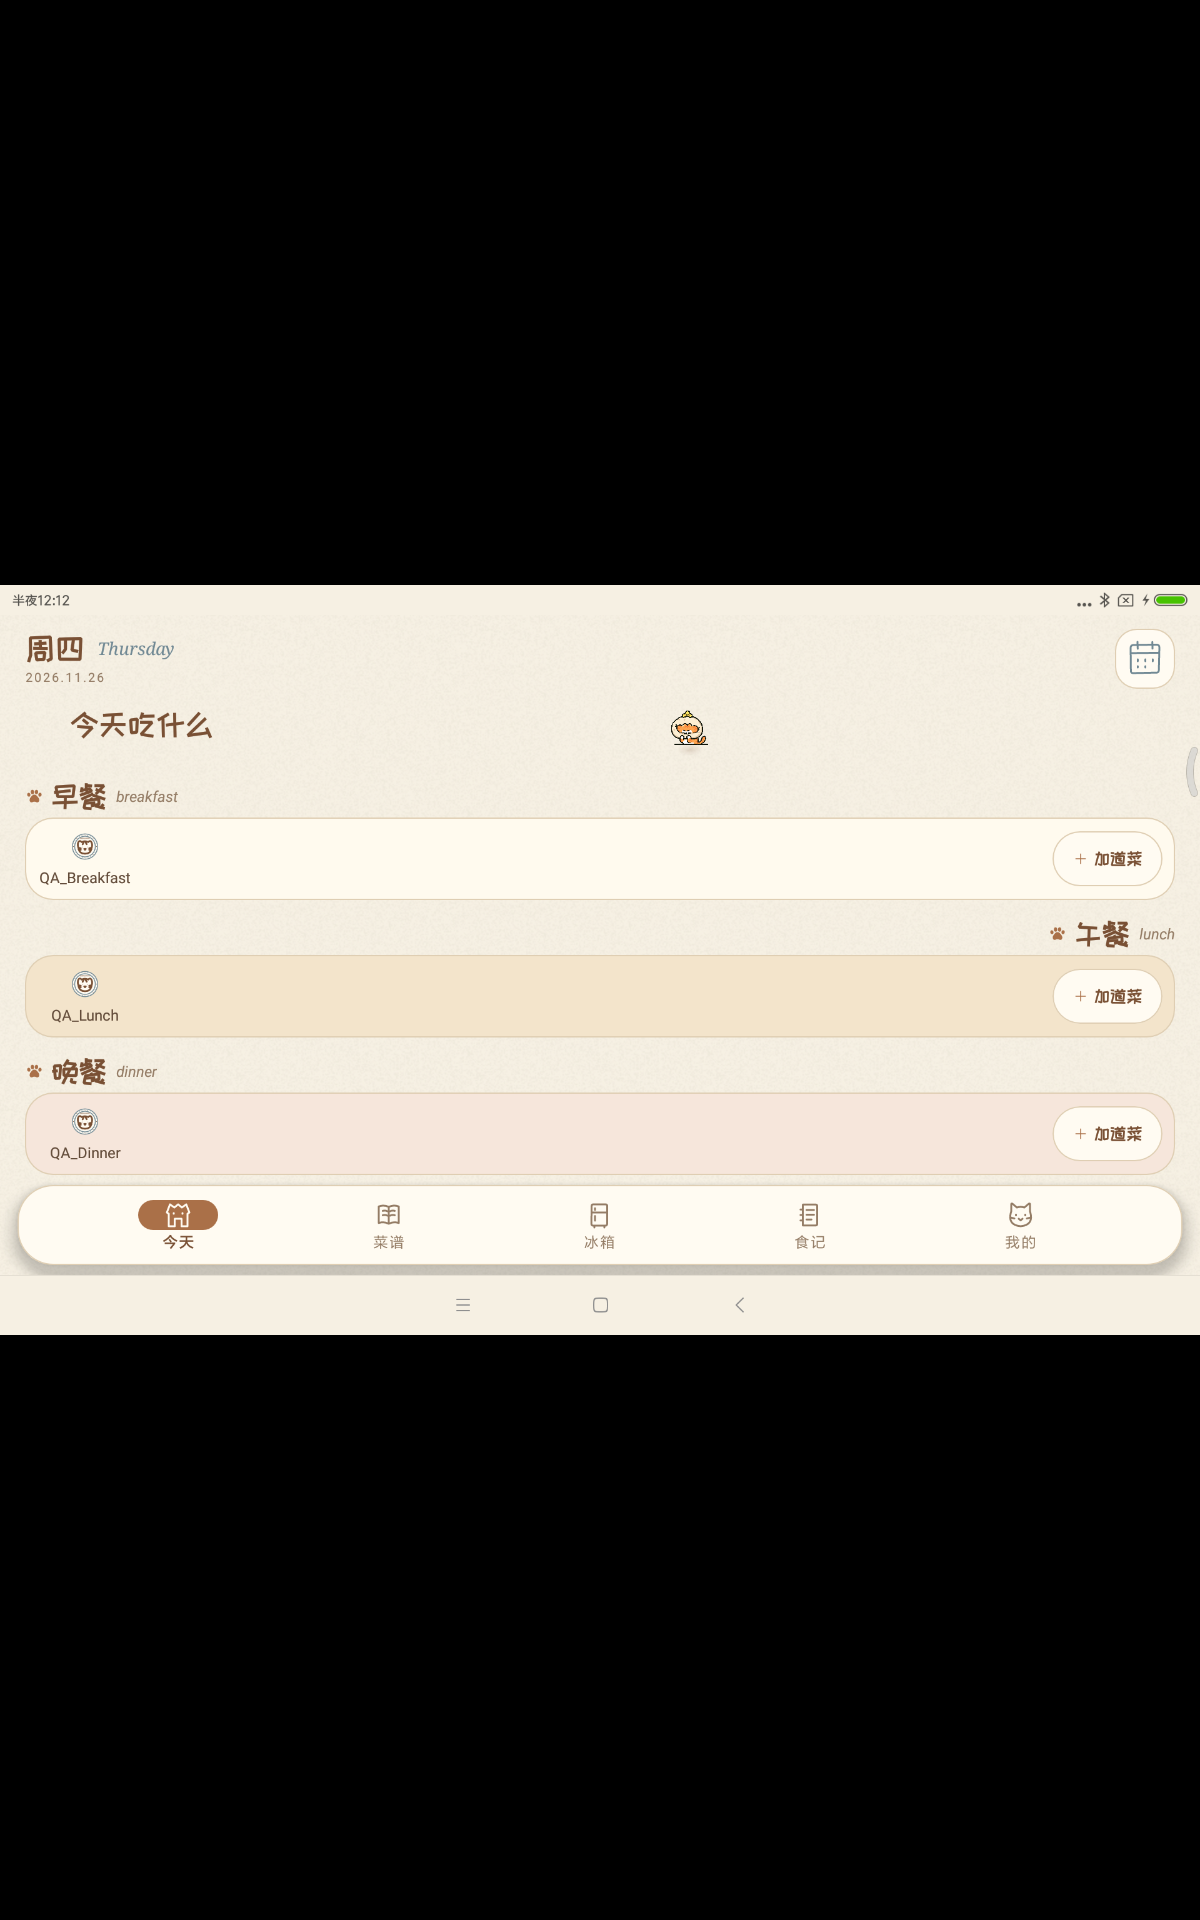 半夜12:12
周四 Thursday
2026.11.26
今天吃什么
早餐 breakfast
QA_Breakfast
+ 加道菜
午餐 lunch
QA_Lunch
+ 加道菜
晚餐 dinner
QA_Dinner
+ 加道菜
今天 菜谱 冰箱 食记 我的